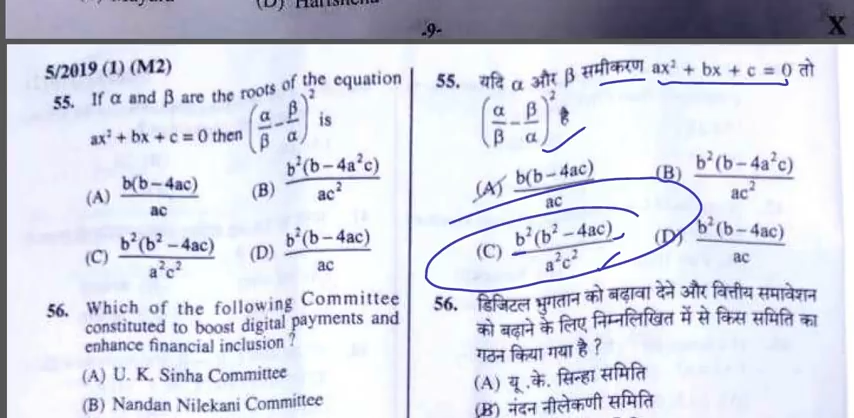 (D) Harishena
-9-
X
5/2019 (1) (M2)
55. If α and β are the roots of the equation
ax² + bx + c = 0 then (α/β − β/α)² is
(A) b(b−4ac)/ac (B) b²(b−4a²c)/ac²
(C) b²(b²−4ac)/a²c² (D) b²(b−4ac)/ac
56. Which of the following Committee
constituted to boost digital payments and
enhance financial inclusion ?
(A) U. K. Sinha Committee
(B) Nandan Nilekani Committee
55. यदि α और β समीकरण ax² + bx + c = 0 तो
(α/β − β/α)² है
(A) b(b−4ac)/ac (B) b²(b−4a²c)/ac²
(C) b²(b²−4ac)/a²c² (D) b²(b−4ac)/ac
56. डिजिटल भुगतान को बढ़ावा देने और वित्तीय समावेशन
को बढ़ाने के लिए निम्नलिखित में से किस समिति का
गठन किया गया है ?
(A) यू .के. सिन्हा समिति
(B) नंदन नीलेकणी समिति